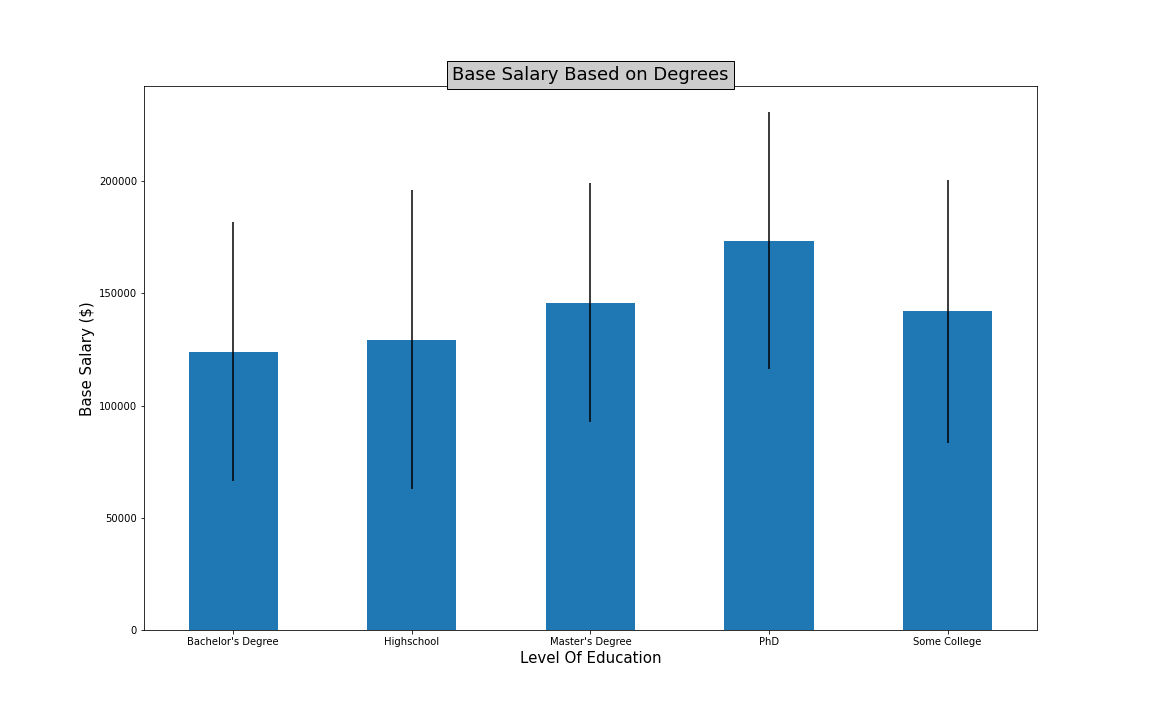 Base Salary Based on Degrees
200000
150000
100000
50000
0
Base Salary ($)
Bachelor's Degree
Highschool
Master's Degree
PhD
Some College
Level Of Education